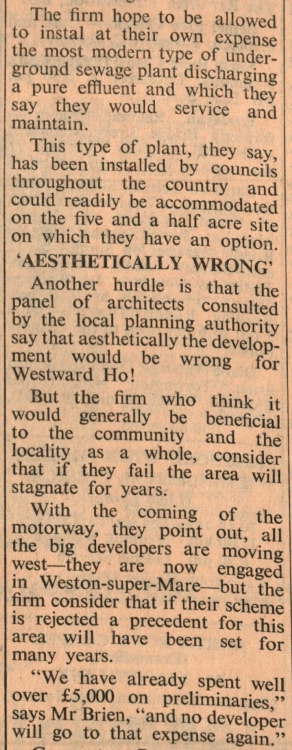 The firm hope to be allowed
to instal at their own expense
the most modern type of under-
ground sewage plant discharging
a pure effluent and which they
say they would service and
maintain.
This type of plant, they say,
has been installed by councils
throughout the country and
could readily be accommodated
on the five and a half acre site
on which they have an option.
‘AESTHETICALLY WRONG’
Another hurdle is that the
panel of architects consulted
by the local planning authority
say that aesthetically the develop-
ment would be wrong for
Westward Ho!
But the firm who think it
would generally be beneficial
to the community and the
locality as a whole, consider
that if they fail the area will
stagnate for years.
With the coming of the
motorway, they point out, all
the big developers are moving
west—they are now engaged
in Weston-super-Mare—but the
firm consider that if their scheme
is rejected a precedent for this
area will have been set for
many years.
“We have already spent well
over £5,000 on preliminaries,”
says Mr Brien, “and no developer
will go to that expense again.”